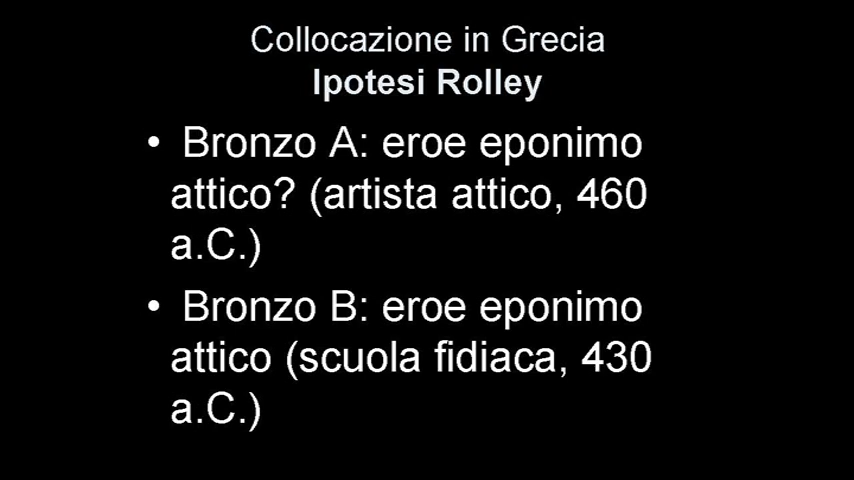 Collocazione in Grecia
Ipotesi Rolley
• Bronzo A: eroe eponimo
attico? (artista attico, 460
a.C.)
• Bronzo B: eroe eponimo
attico (scuola fidiaca, 430
a.C.)